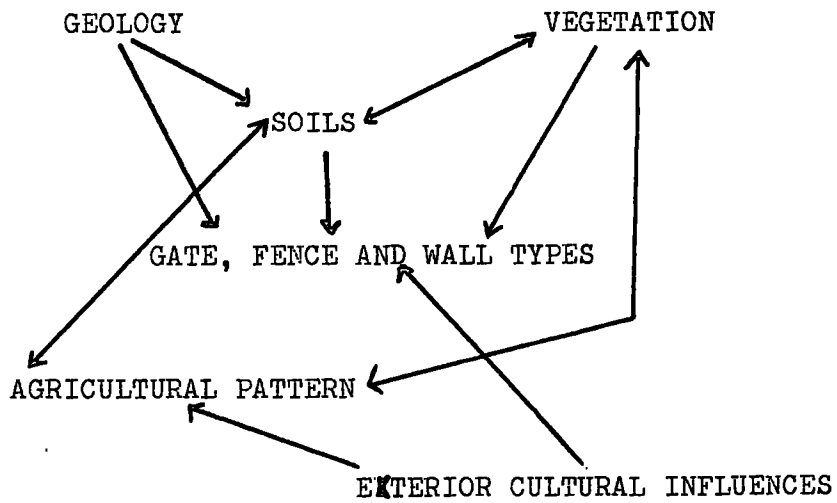 GEOLOGY
VEGETATION
SOILS
GATE, FENCE AND WALL TYPES
AGRICULTURAL PATTERN
EXTERIOR CULTURAL INFLUENCES